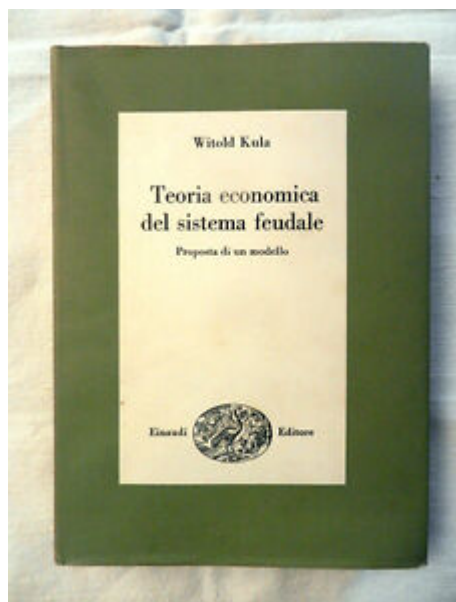 Witold Kula
Teoria economica
del sistema feudale
Proposta di un modello
Einaudi Editore